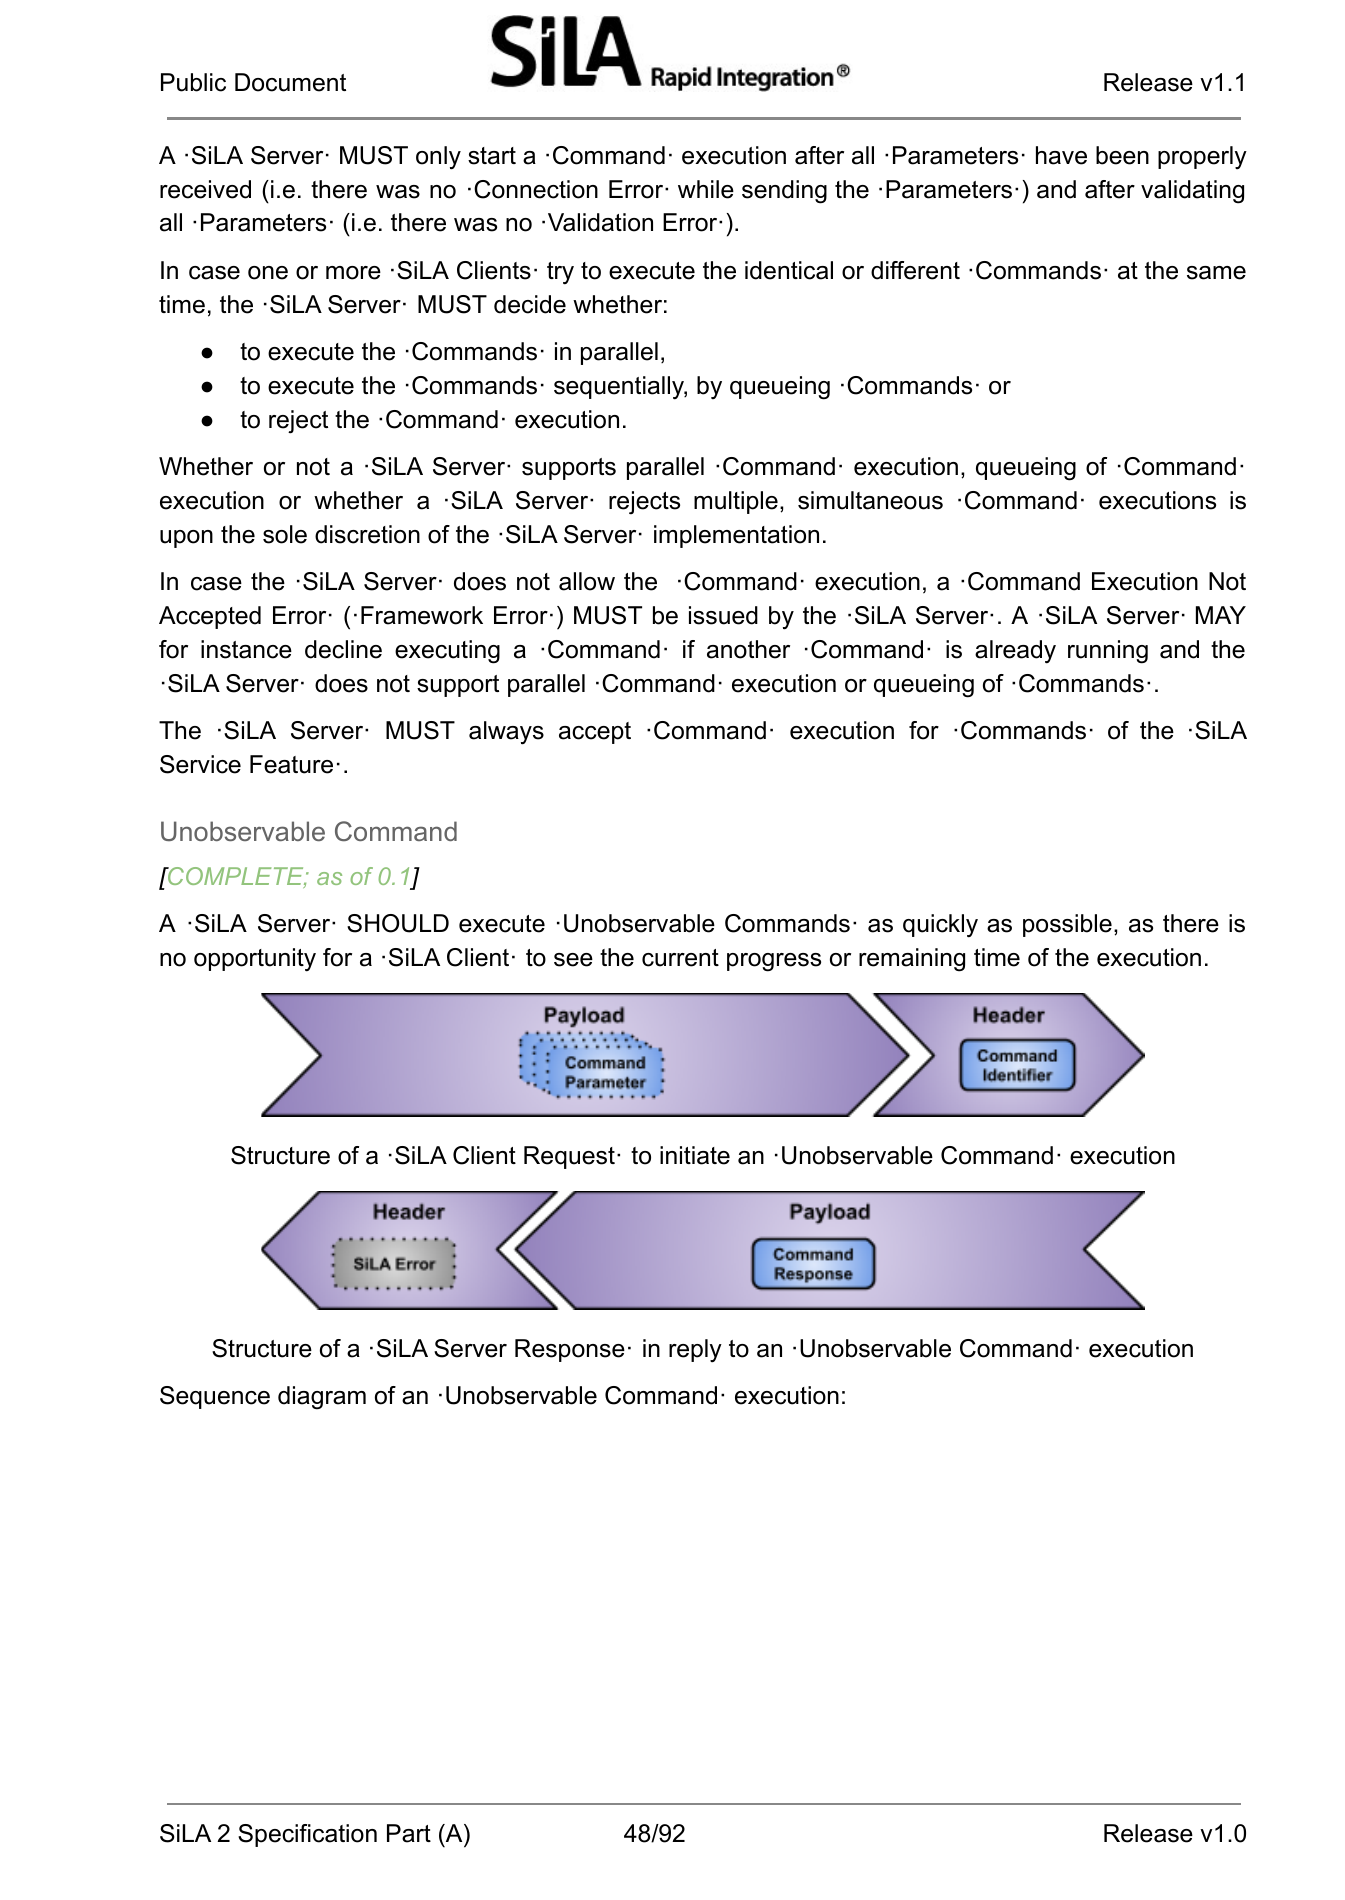 Public Document
SiLA Rapid Integration®
Release v1.1
A ·SiLA Server· MUST only start a ·Command· execution after all ·Parameters· have been properly
received (i.e. there was no ·Connection Error· while sending the ·Parameters·) and after validating
all ·Parameters· (i.e. there was no ·Validation Error·).
In case one or more ·SiLA Clients· try to execute the identical or different ·Commands· at the same
time, the ·SiLA Server· MUST decide whether:
● to execute the ·Commands· in parallel,
● to execute the ·Commands· sequentially, by queueing ·Commands· or
● to reject the ·Command· execution.
Whether or not a ·SiLA Server· supports parallel ·Command· execution, queueing of ·Command·
execution or whether a ·SiLA Server· rejects multiple, simultaneous ·Command· executions is
upon the sole discretion of the ·SiLA Server· implementation.
In case the ·SiLA Server· does not allow the ·Command· execution, a ·Command Execution Not
Accepted Error· (·Framework Error·) MUST be issued by the ·SiLA Server·. A ·SiLA Server· MAY
for instance decline executing a ·Command· if another ·Command· is already running and the
·SiLA Server· does not support parallel ·Command· execution or queueing of ·Commands·.
The ·SiLA Server· MUST always accept ·Command· execution for ·Commands· of the ·SiLA
Service Feature·.
Unobservable Command
[COMPLETE; as of 0.1]
A ·SiLA Server· SHOULD execute ·Unobservable Commands· as quickly as possible, as there is
no opportunity for a ·SiLA Client· to see the current progress or remaining time of the execution.
Payload
Command
Parameter
Header
Command
Identifier
Structure of a ·SiLA Client Request· to initiate an ·Unobservable Command· execution
Header
SiLA Error
Payload
Command
Response
Structure of a ·SiLA Server Response· in reply to an ·Unobservable Command· execution
Sequence diagram of an ·Unobservable Command· execution:
SiLA 2 Specification Part (A)
48/92
Release v1.0